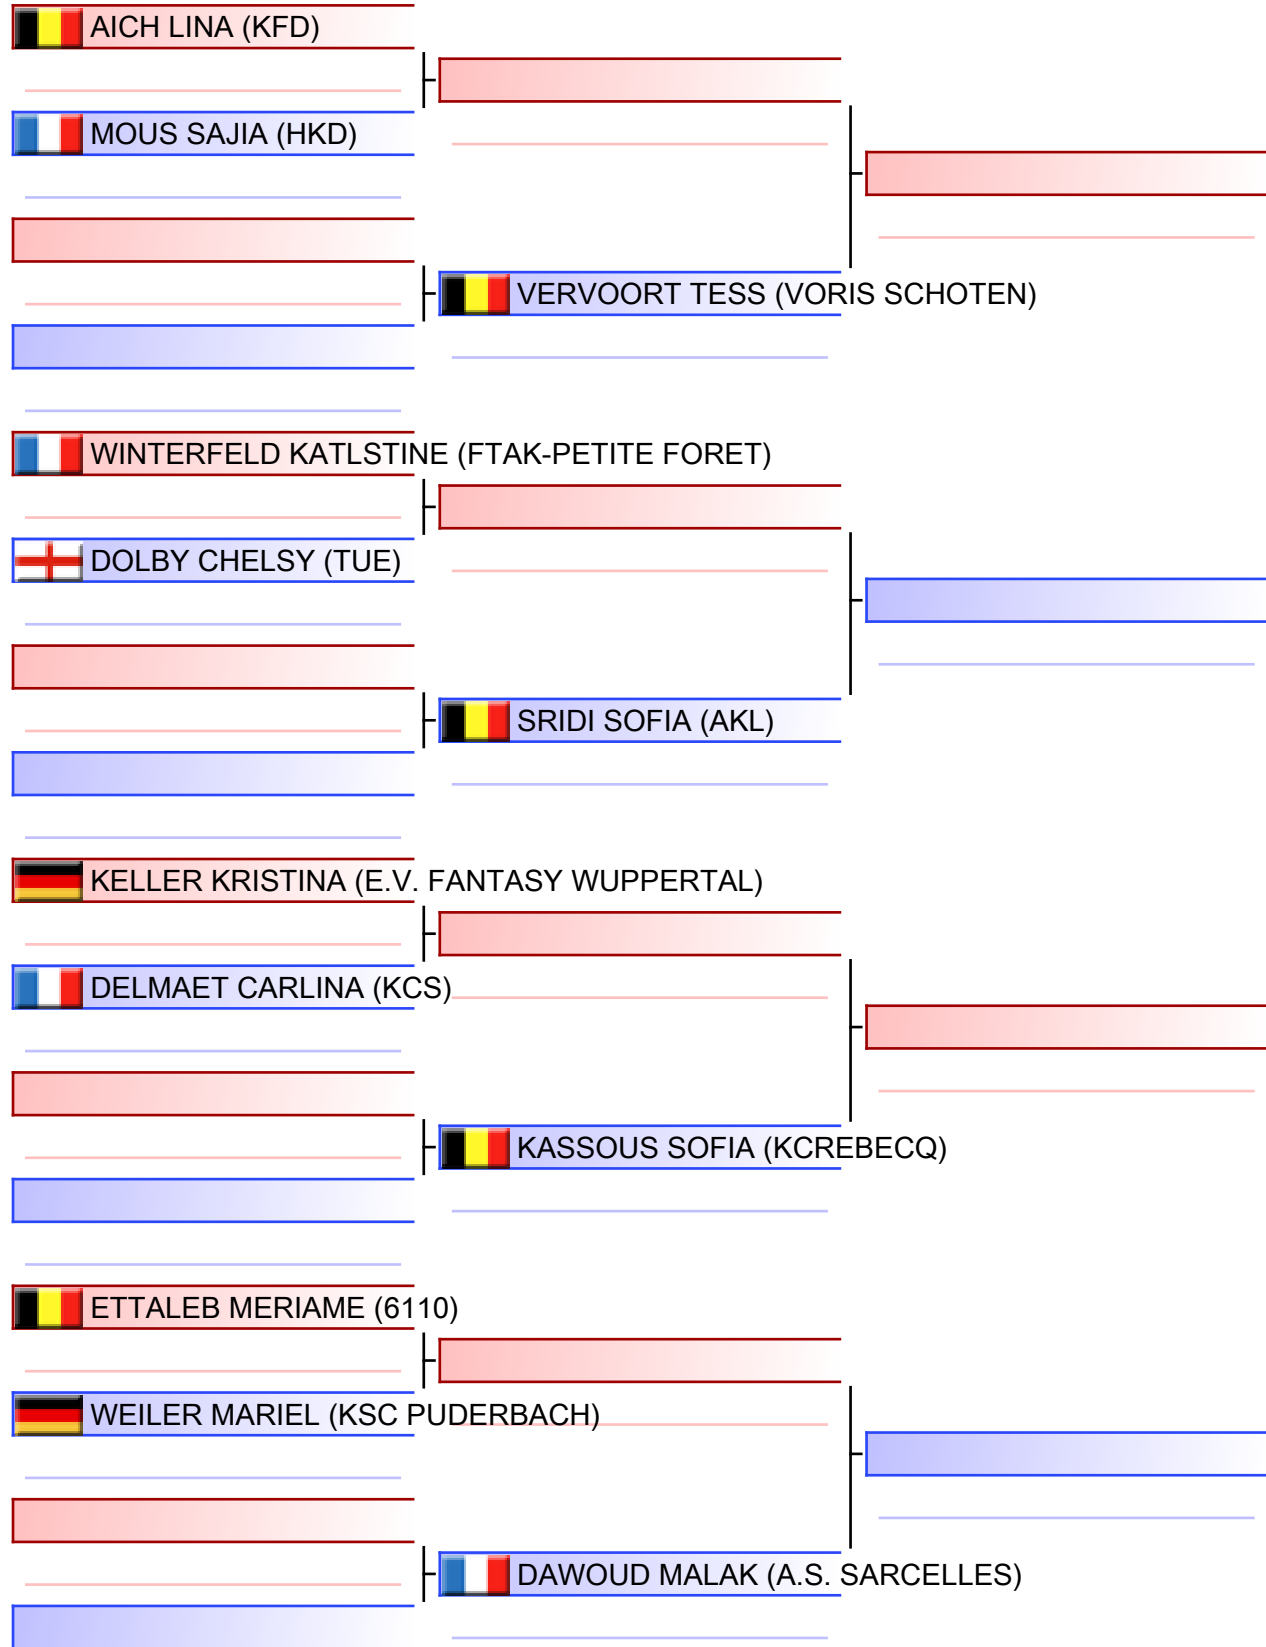 AICH LINA (KFD)
MOUS SAJIA (HKD)
VERVOORT TESS (VORIS SCHOTEN)
WINTERFELD KATLSTINE (FTAK-PETITE FORET)
DOLBY CHELSY (TUE)
SRIDI SOFIA (AKL)
KELLER KRISTINA (E.V. FANTASY WUPPERTAL)
DELMAET CARLINA (KCS)
KASSOUS SOFIA (KCREBECQ)
ETTALEB MERIAME (6110)
WEILER MARIEL (KSC PUDERBACH)
DAWOUD MALAK (A.S. SARCELLES)